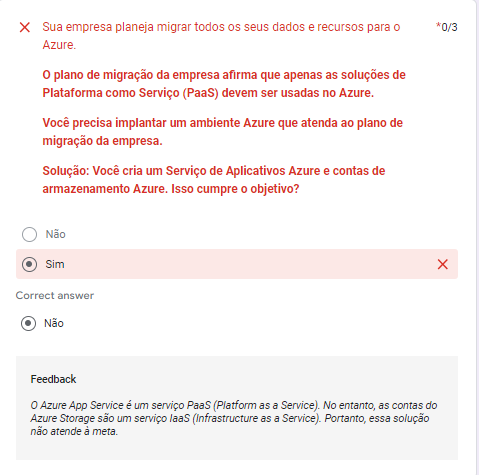 Sua empresa planeja migrar todos os seus dados e recursos para o *0/3
Azure.
O plano de migração da empresa afirma que apenas as soluções de
Plataforma como Serviço (PaaS) devem ser usadas no Azure.
Você precisa implantar um ambiente Azure que atenda ao plano de
migração da empresa.
Solução: Você cria um Serviço de Aplicativos Azure e contas de
armazenamento Azure. Isso cumpre o objetivo?
Não
Sim
Correct answer
Não
Feedback
O Azure App Service é um serviço PaaS (Platform as a Service). No entanto, as contas do
Azure Storage são um serviço IaaS (Infrastructure as a Service). Portanto, essa solução
não atende à meta.